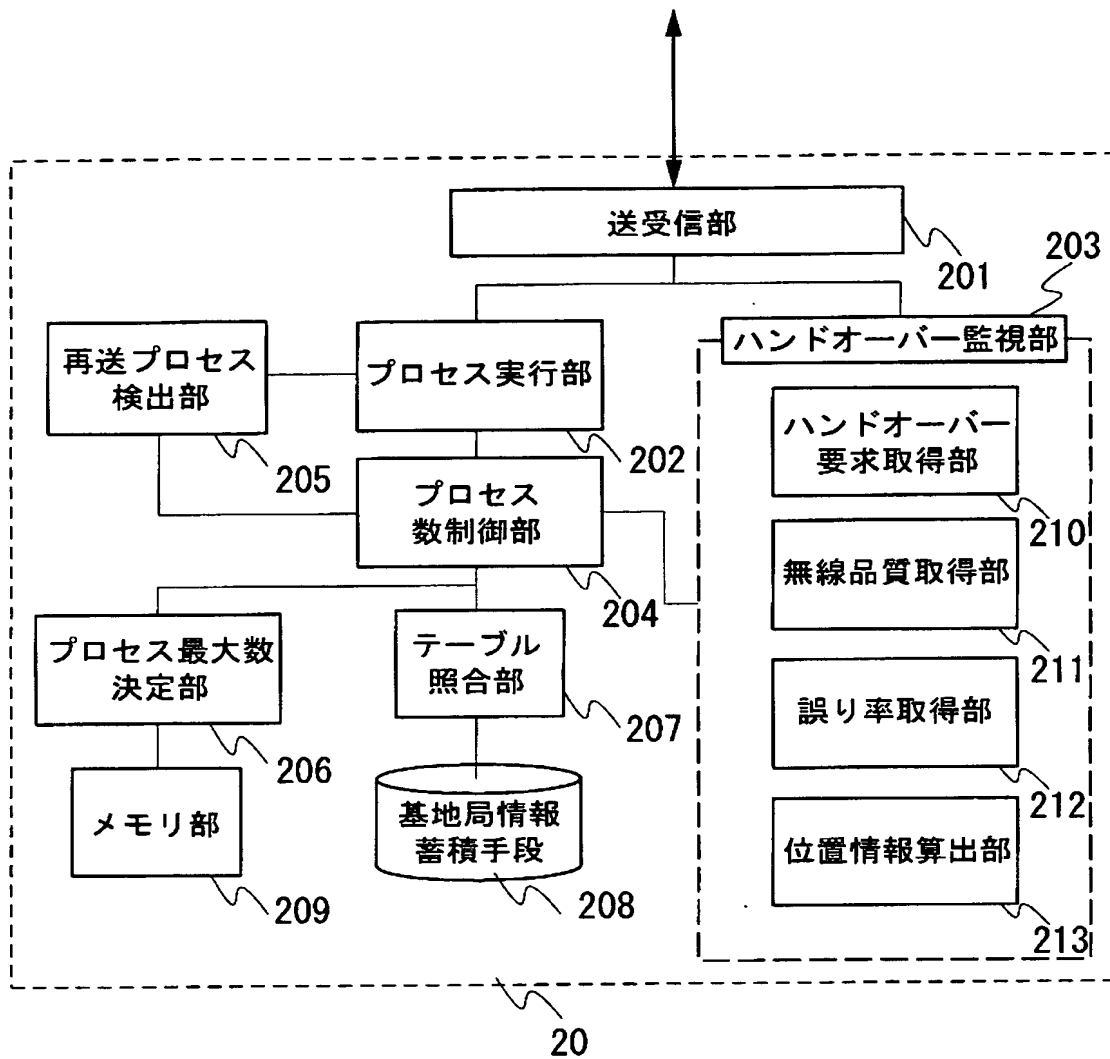 送受信部
201
203
ハンドオーバー監視部
再送プロセス
検出部
205
プロセス実行部
202
ハンドオーバー
要求取得部
210
プロセス
数制御部
204
無線品質取得部
211
プロセス最大数
決定部
206
テーブル
照合部
207
誤り率取得部
212
メモリ部
209
基地局情報
蓄積手段
208
位置情報算出部
213
20